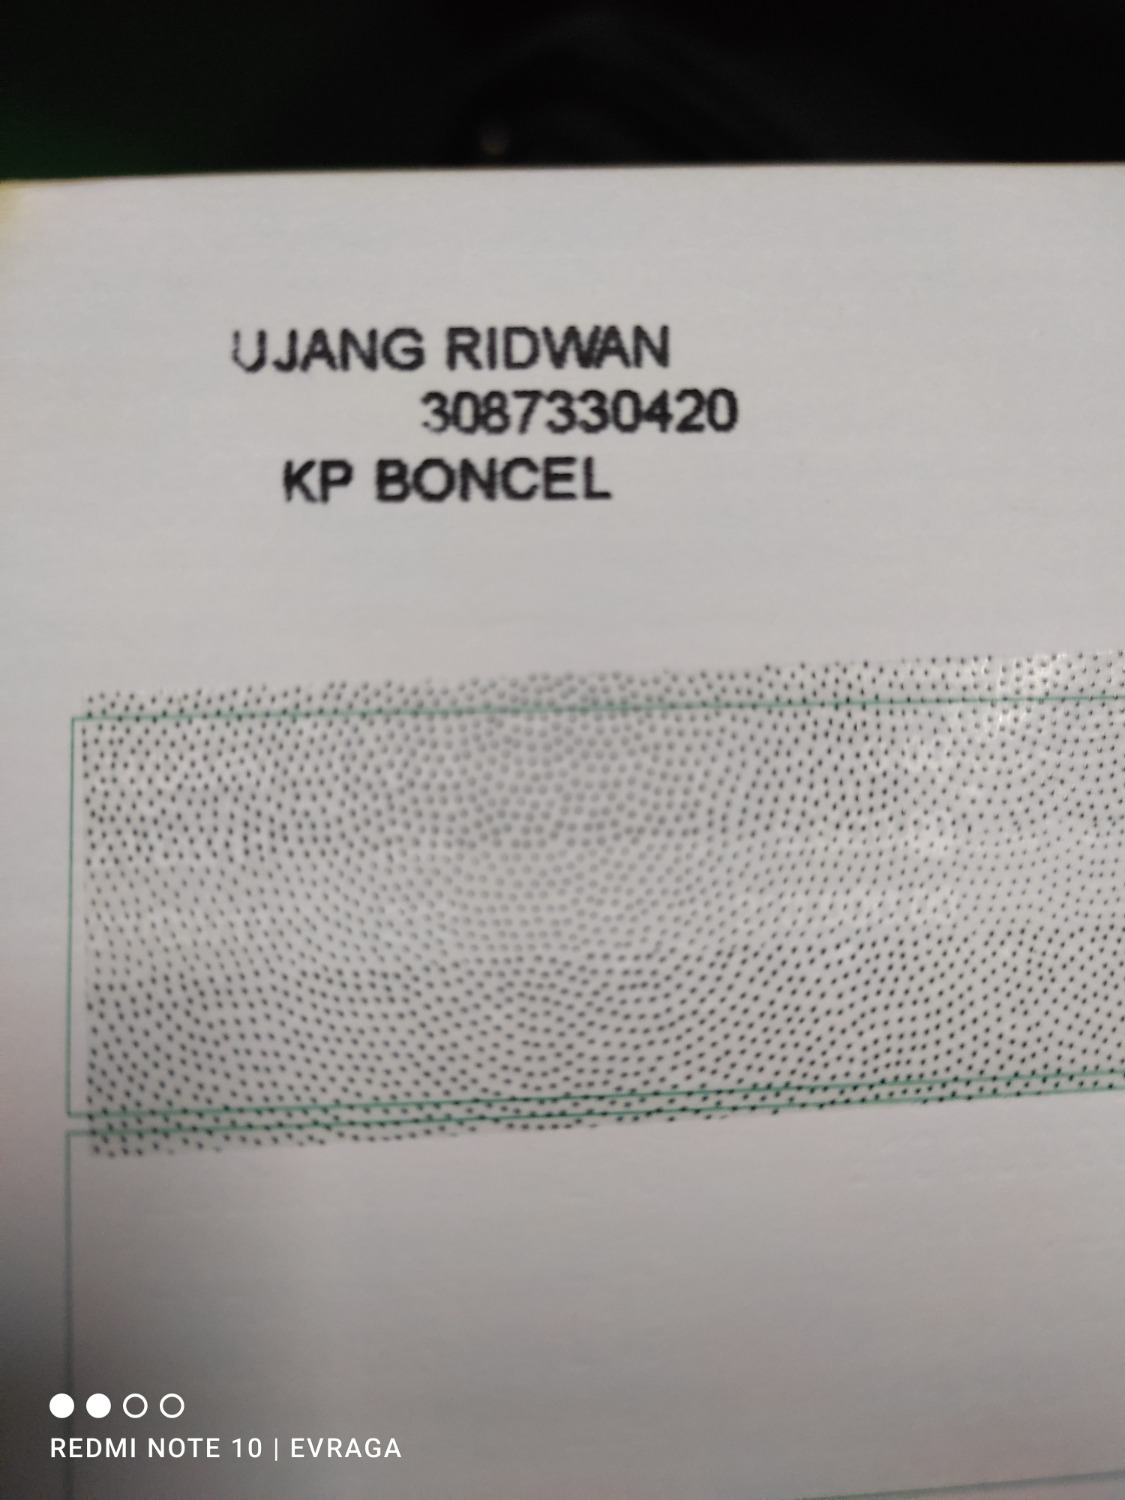 UJANG RIDWAN
3087330420
KP BONCEL
REDMI NOTE 10 | EVRAGA